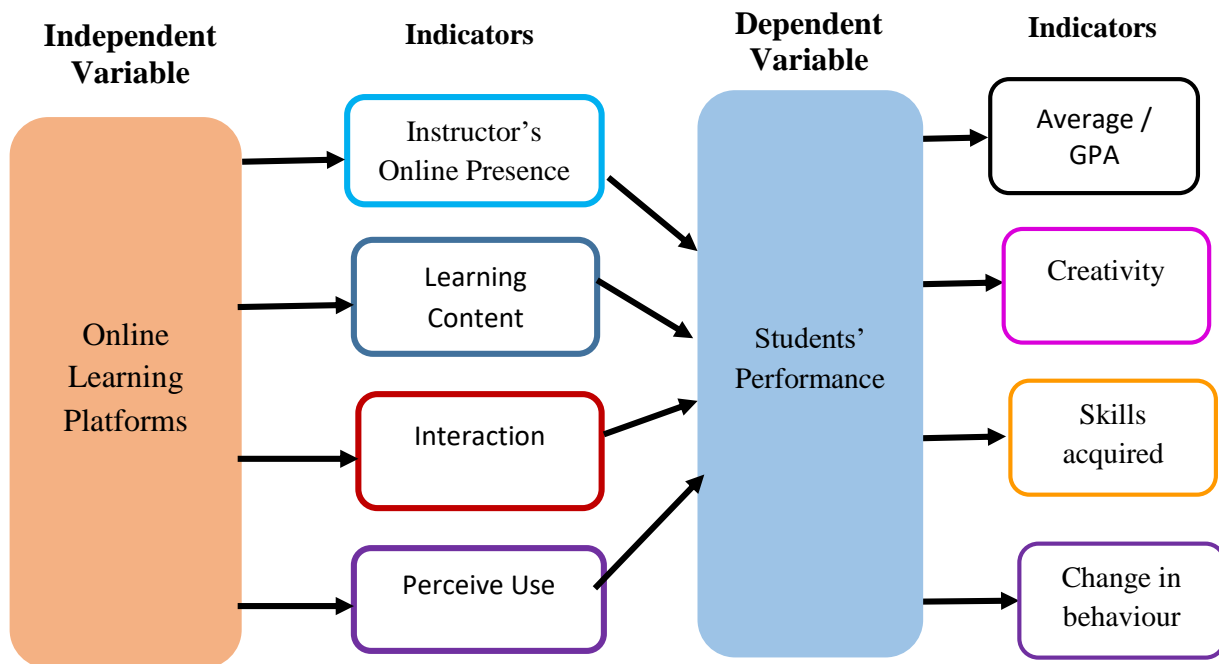 Independent
Variable
Indicators
Dependent
Variable
Indicators
Online
Learning
Platforms
Instructor’s
Online Presence
Learning
Content
Interaction
Perceive Use
Students’
Performance
Average /
GPA
Creativity
Skills
acquired
Change in
behaviour